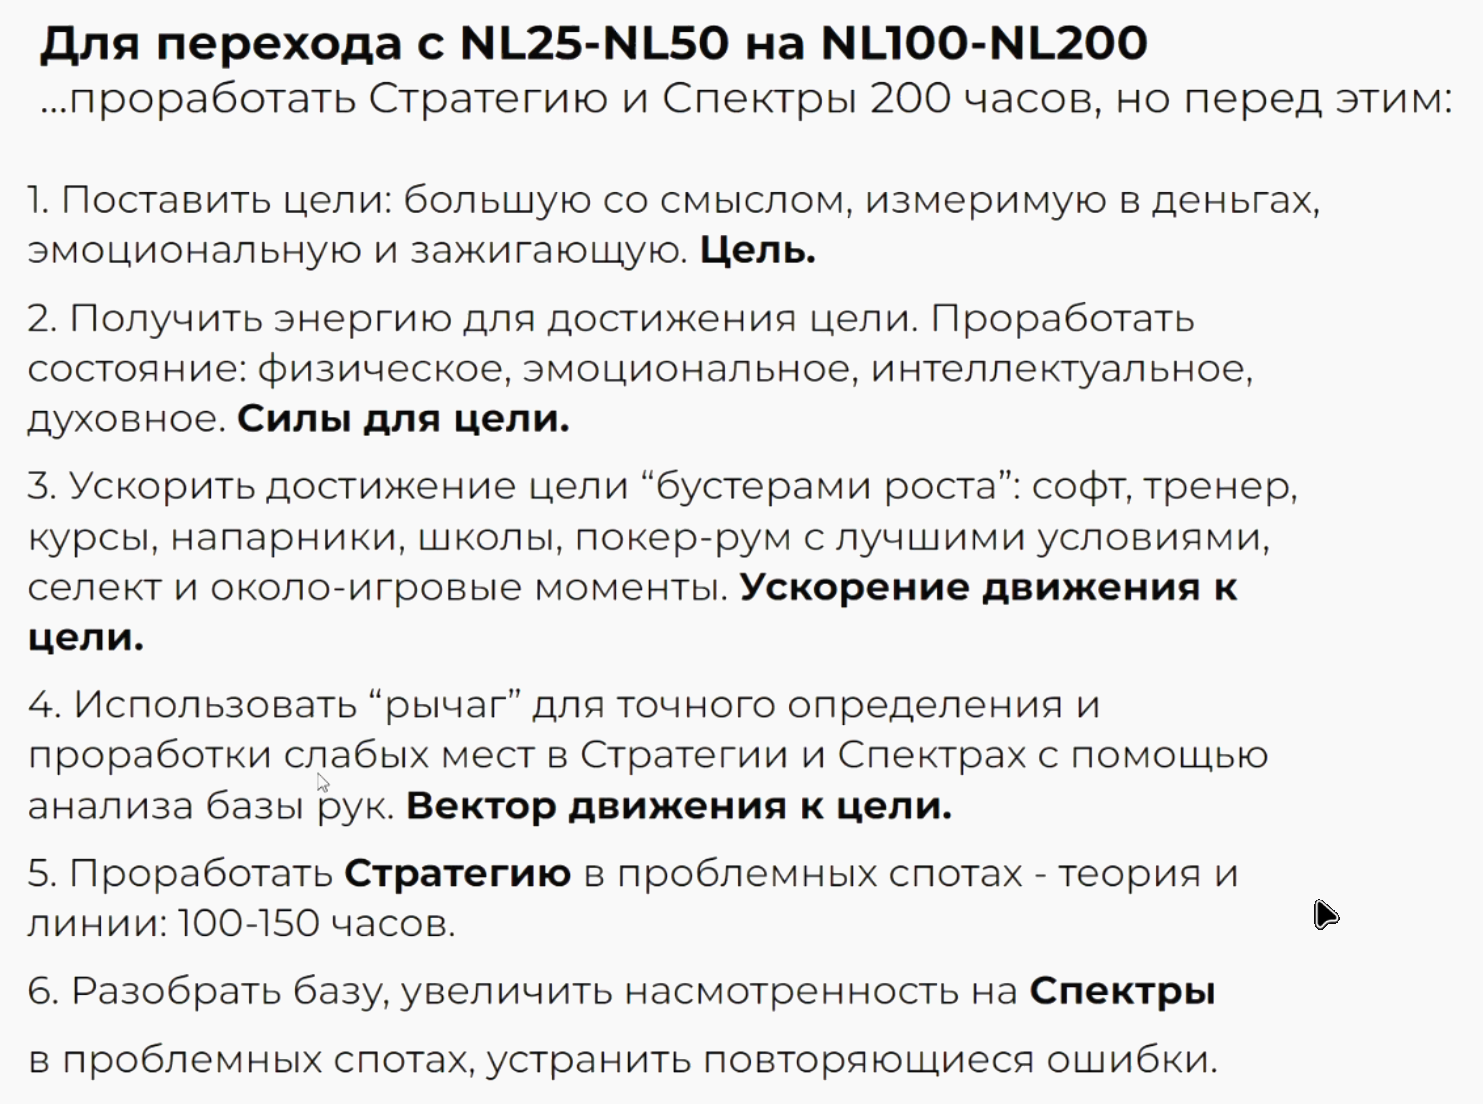 Для перехода с NL25-NL50 на NL100-NL200
...проработать Стратегию и Спектры 200 часов, но перед этим:
1. Поставить цели: большую со смыслом, измеримую в деньгах,
эмоциональную и зажигающую. Цель.
2. Получить энергию для достижения цели. Проработать
состояние: физическое, эмоциональное, интеллектуальное,
духовное. Силы для цели.
3. Ускорить достижение цели “бустерами роста”: софт, тренер,
курсы, напарники, школы, покер-рум с лучшими условиями,
селект и около-игровые моменты. Ускорение движения к
цели.
4. Использовать “рычаг” для точного определения и
проработки слабых мест в Стратегии и Спектрах с помощью
анализа базы рук. Вектор движения к цели.
5. Проработать Стратегию в проблемных спотах - теория и
линии: 100-150 часов.
6. Разобрать базу, увеличить насмотренность на Спектры
в проблемных спотах, устранить повторяющиеся ошибки.